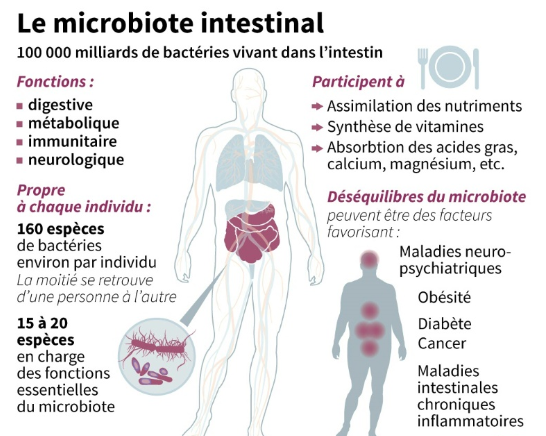 Le microbiote intestinal
100 000 milliards de bactéries vivant dans l'intestin
Fonctions :
digestive
métabolique
immunitaire
neurologique
Propre
à chaque individu :
160 espèces
de bactéries
environ par individu
La moitié se retrouve
d'une personne à l'autre
15 à 20
espèces
en charge
des fonctions
essentielles
du microbiote
Participent à
Assimilation des nutriments
Synthèse de vitamines
Absorbtion des acides gras,
calcium, magnésium, etc.
Déséquilibres du microbiote
peuvent être des facteurs
favorisant :
Maladies neuro-
psychiatriques
Obésité
Diabète
Cancer
Maladies
intestinales
chroniques
inflammatoires